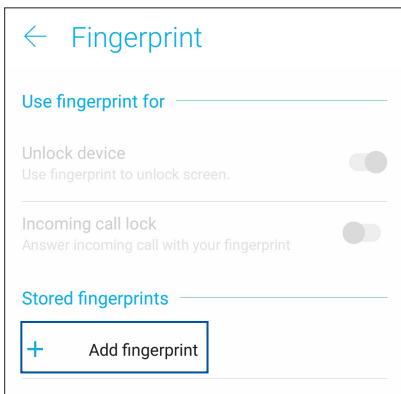 Fingerprint
Use fingerprint for
Unlock device
Use fingerprint to unlock screen.
Incoming call lock
Answer incoming call with your fingerprint
Stored fingerprints
Add fingerprint